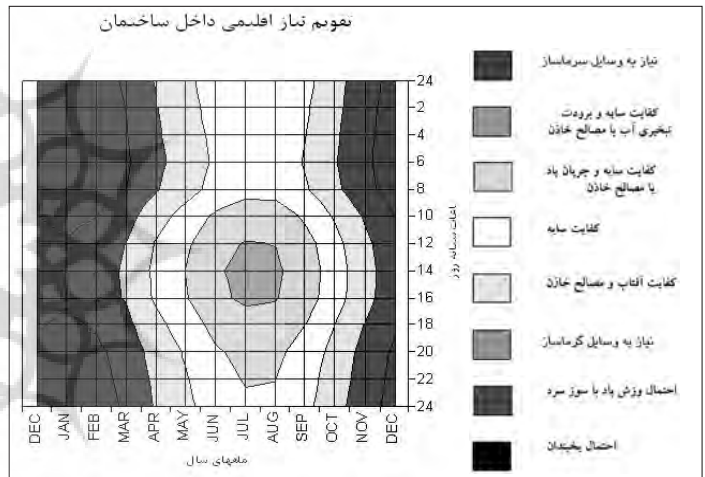 تقویم نیاز اقلیمی داخل ساختمان
24
2
4
6
8
10
12
14
16
18
20
22
24
روز
DEC
JAN
FEB
MAR
APR
MAY
JUN
JUL
AUG
SEP
OCT
NOV
DEC
ماههای سال
نیاز به وسایل سرماساز
کفایت سایه و برودت
تبخیری آب با مصالح خازن
کفایت سایه و جریان باد
با مصالح خازن
کفایت سایه
کفایت آفتاب و مصالح خازن
نیاز به وسایل گرماساز
احتمال وزش باد با سوز سرد
احتمال یخبندان